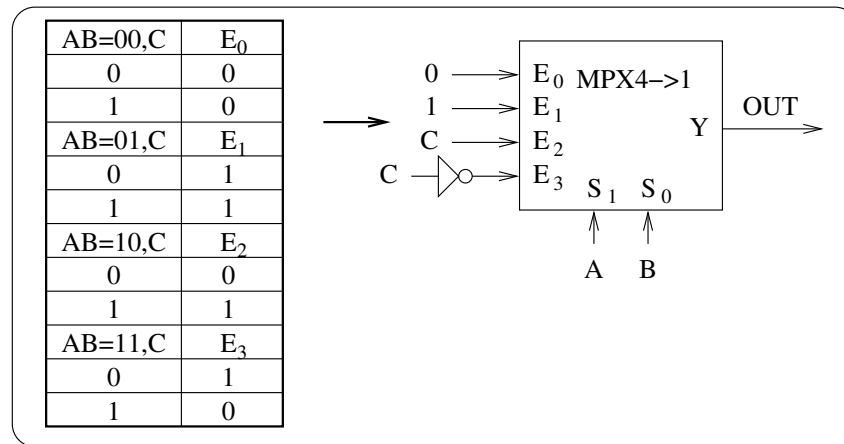 AB=00,C E0
0 0
1 0
AB=01,C E1
0 1
1 1
AB=10,C E2
0 0
1 1
AB=11,C E3
0 1
1 0
0 E0 MPX4->1
1 E1
C E2
C E3
Y OUT
S1 S0
A B